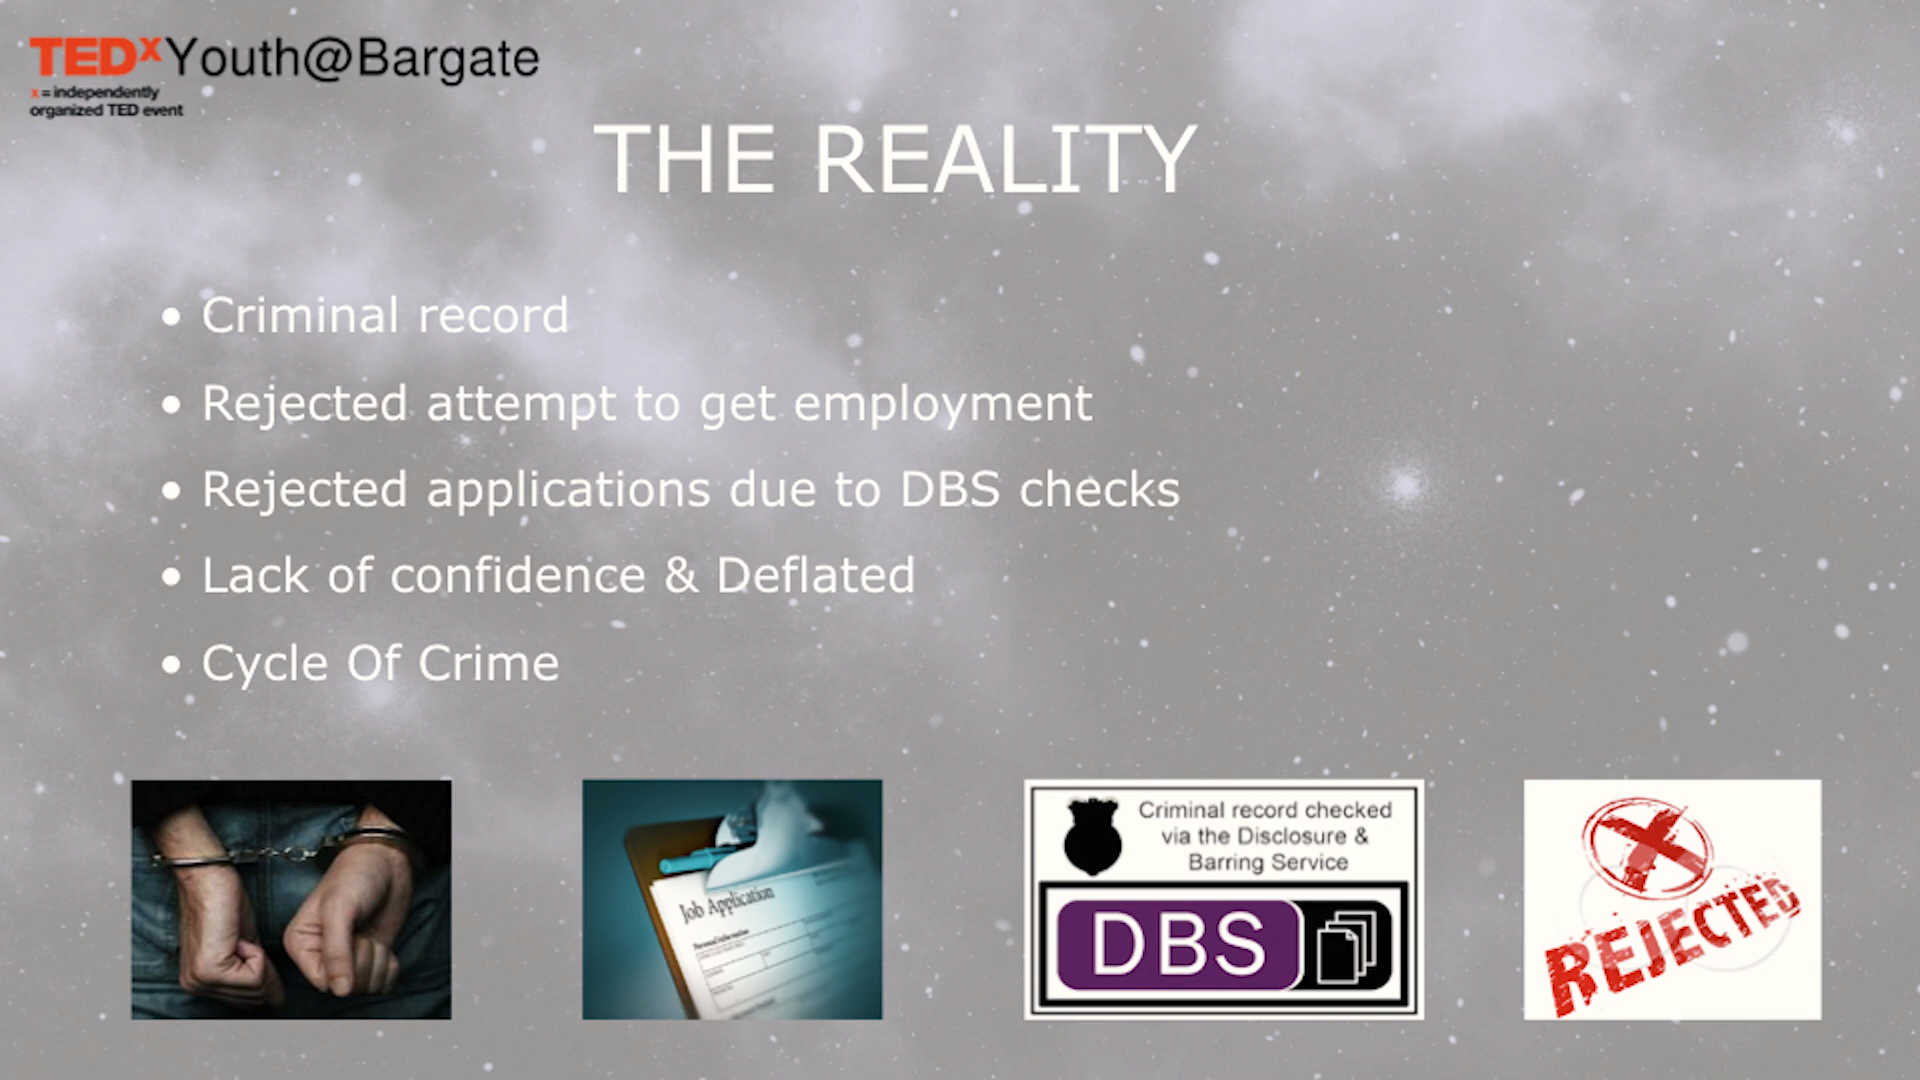 TEDxYouth@Bargate
x = independently
organized TED event
THE REALITY
• Criminal record
• Rejected attempt to get employment
• Rejected applications due to DBS checks
• Lack of confidence & Deflated
• Cycle Of Crime
Job Application
Personal Information
Criminal record checked
via the Disclosure &
Barring Service
DBS
REJECTED